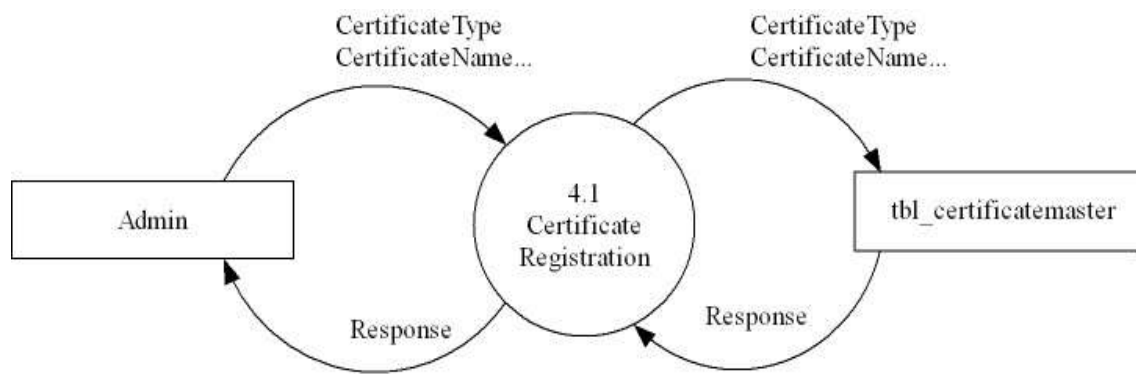 CertificateType
CertificateName...
CertificateType
CertificateName...
Admin
4.1
Certificate
Registration
tbl_certificatemaster
Response
Response